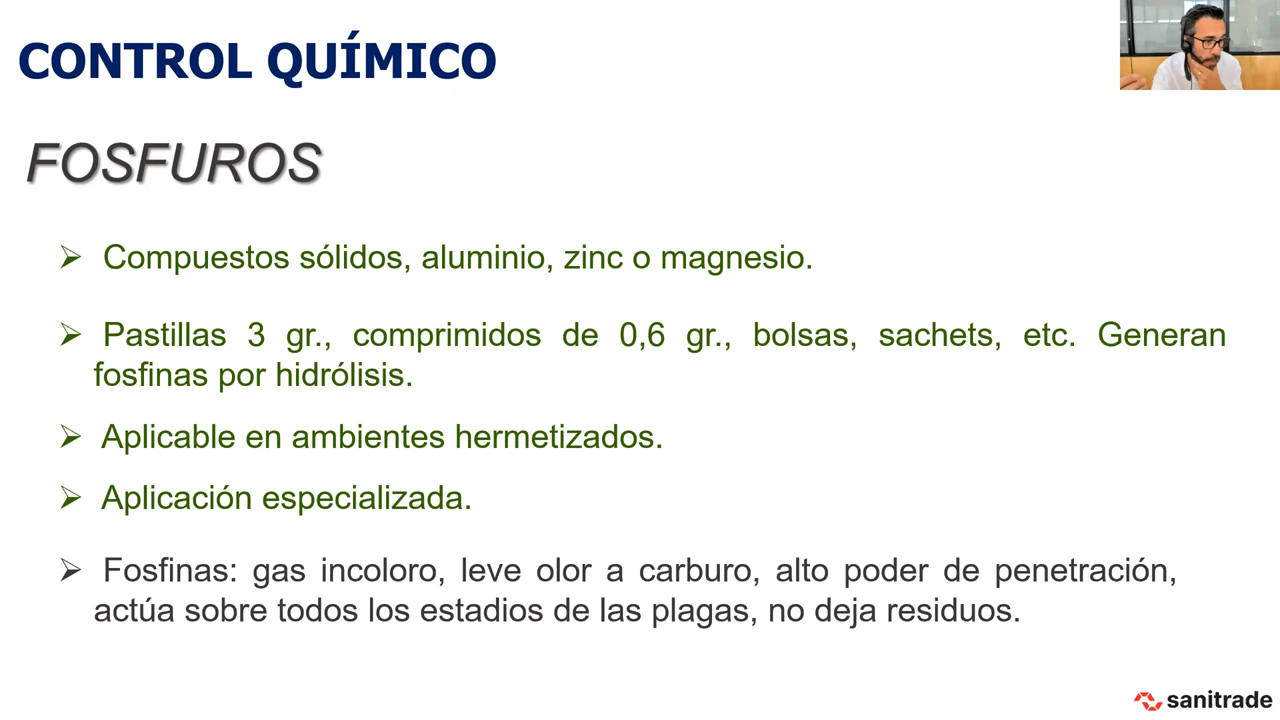 CONTROL QUÍMICO
FOSFUROS
➢ Compuestos sólidos, aluminio, zinc o magnesio.
➢ Pastillas 3 gr., comprimidos de 0,6 gr., bolsas, sachets, etc. Generan
fosfinas por hidrólisis.
➢ Aplicable en ambientes hermetizados.
➢ Aplicación especializada.
➢ Fosfinas: gas incoloro, leve olor a carburo, alto poder de penetración,
actúa sobre todos los estadios de las plagas, no deja residuos.
sanitrade